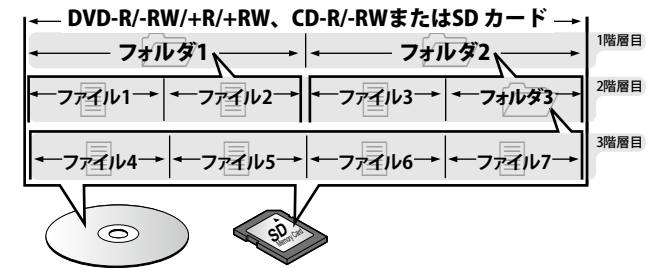 DVD-R/-RW/+R/+RW、CD-R/-RWまたはSD カード
フォルダ1 フォルダ2 1階層目
ファイル1 ファイル2 ファイル3 フォルダ3 2階層目
ファイル4 ファイル5 ファイル6 ファイル7 3階層目
SD
Memory Card